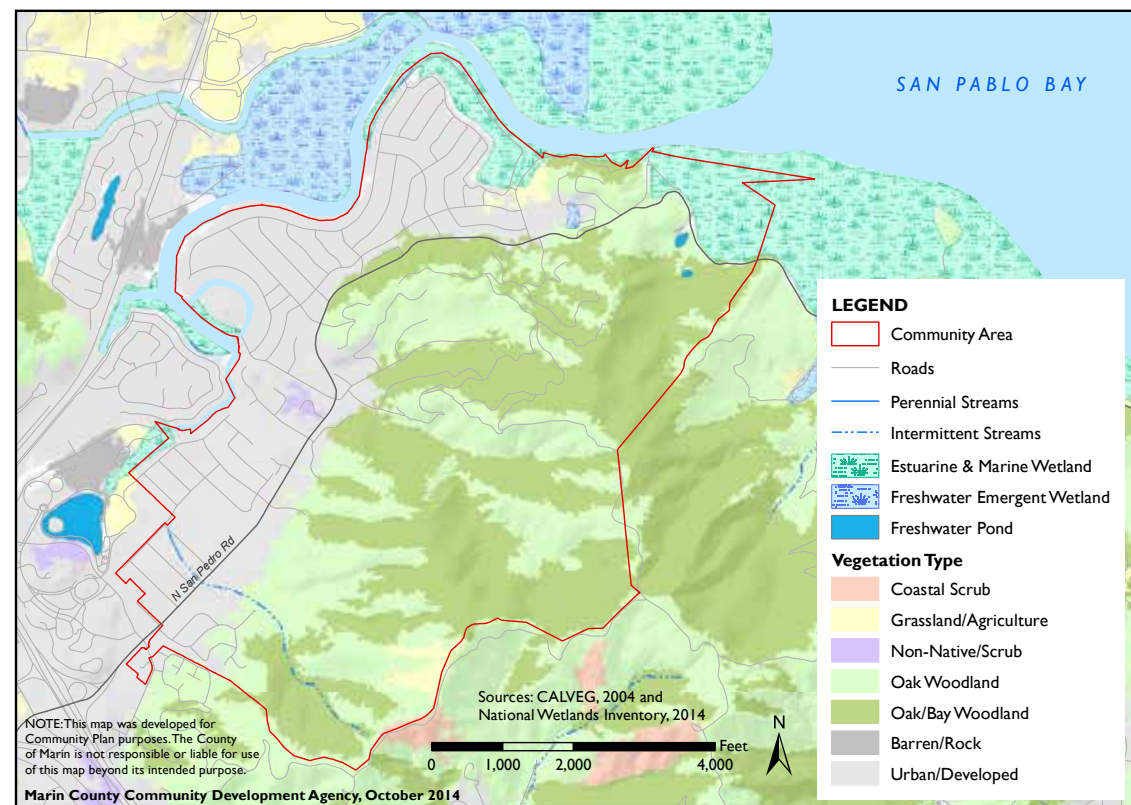 SAN PABLO BAY
N San Pedro Rd
LEGEND
Community Area
Roads
Perennial Streams
Intermittent Streams
Estuarine & Marine Wetland
Freshwater Emergent Wetland
Freshwater Pond
Vegetation Type
Coastal Scrub
Grassland/Agriculture
Non-Native/Scrub
Oak Woodland
Oak/Bay Woodland
Barren/Rock
Urban/Developed
Sources: CALVEG, 2004 and
National Wetlands Inventory, 2014
N
Feet
0 1,000 2,000 4,000
NOTE: This map was developed for
Community Plan purposes. The County
of Marin is not responsible or liable for use
of this map beyond its intended purpose.
Marin County Community Development Agency, October 2014